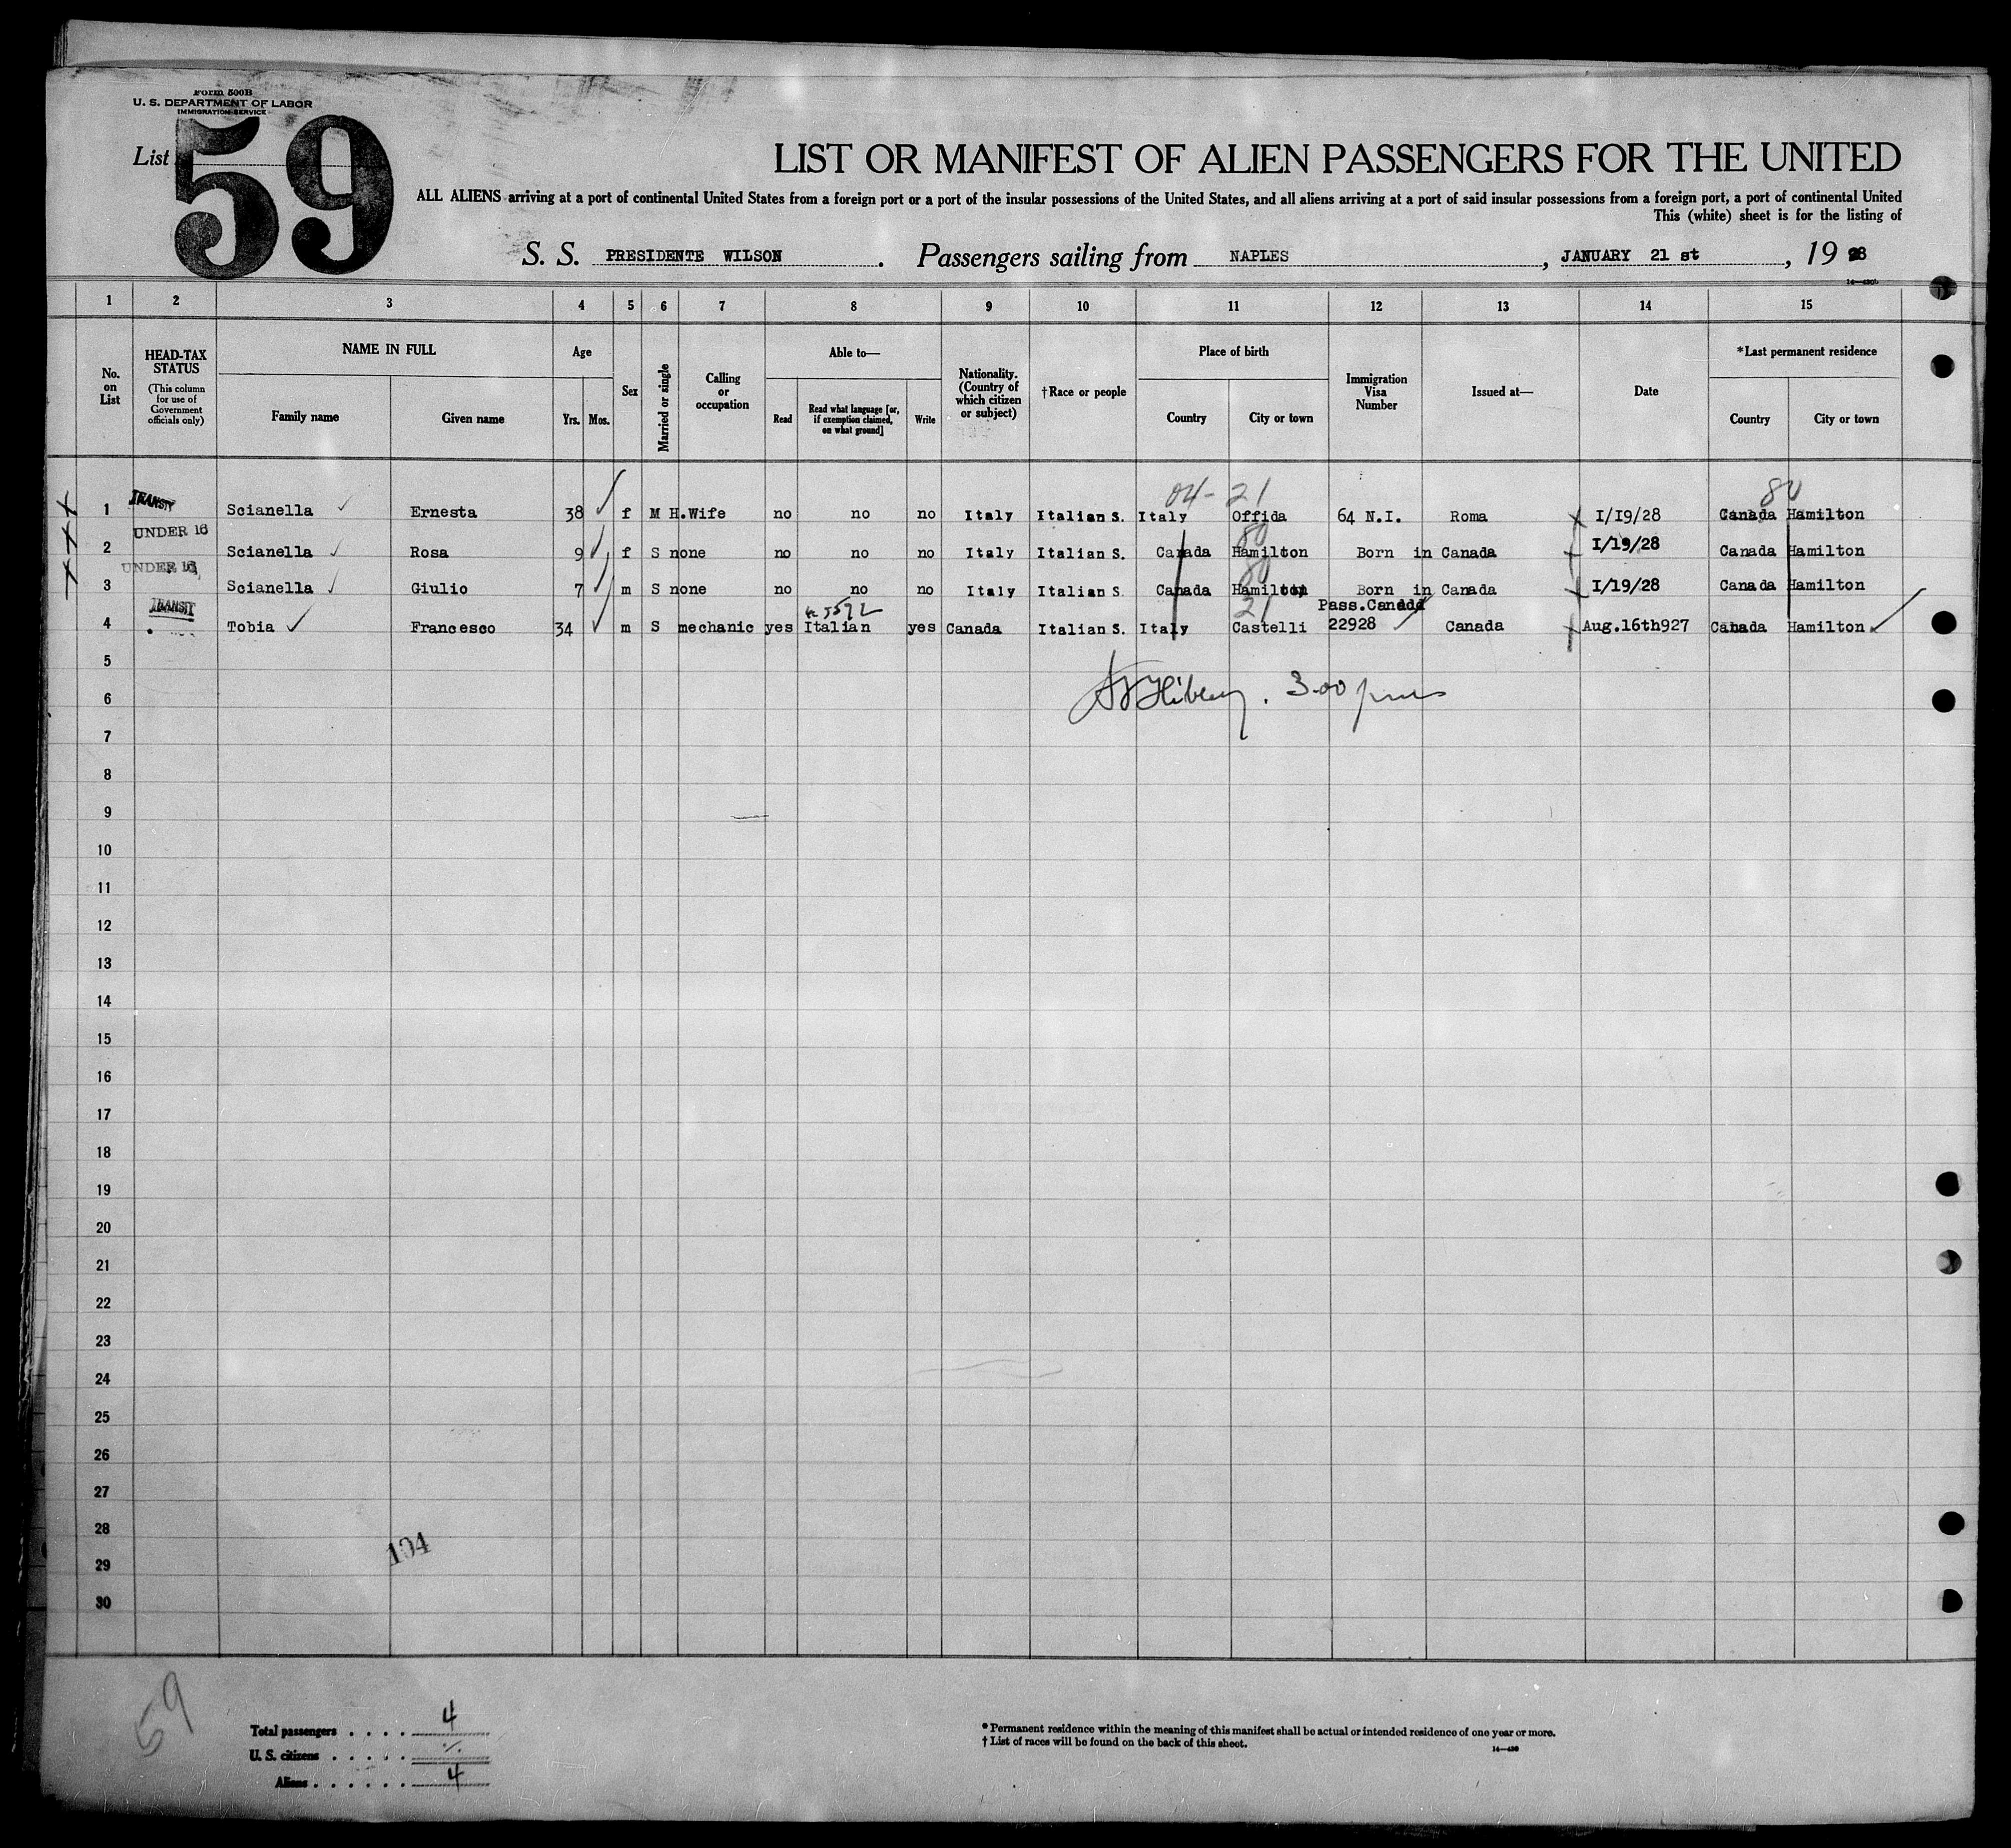 Form 500B
U. S. DEPARTMENT OF LABOR
IMMIGRATION SERVICE
List 59
LIST OR MANIFEST OF ALIEN PASSENGERS FOR THE UNITED
ALL ALIENS arriving at a port of continental United States from a foreign port or a port of the insular possessions of the United States, and all aliens arriving at a port of said insular possessions from a foreign port, a port of continental United
This (white) sheet is for the listing of
S. S. PRESIDENTE WILSON . Passengers sailing from NAPLES , JANUARY 21 st , 19 28
1 2 3 4 5 6 7 8 9 10 11 12 13 14 15
No. on List
HEAD-TAX STATUS (This column for use of Government officials only)
NAME IN FULL
Family name Given name
Age
Yrs. Mos.
Sex
Married or single
Calling or occupation
Able to—
Read
Read what language [or, if exemption claimed, on what ground]
Write
Nationality. (Country of which citizen or subject)
†Race or people
Place of birth
Country City or town
Immigration Visa Number
Issued at—
Date
*Last permanent residence
Country City or town
04-21 80
1 TRANSIT Scianella Ernesta 38 f M H.Wife no no no Italy Italian S. Italy Offida 64 N.I. Roma I/I9/28 Canada Hamilton
UNDER 16 80
2 Scianella Rosa 9 f S none no no no Italy Italian S. Canada Hamilton Born in Canada I/19/28 Canada Hamilton
UNDER 16 80
3 Scianella Giulio 7 m S none no no no Italy Italian S. Canada Hamilton Born in Canada I/19/28 Canada Hamilton
TRANSIT 21 Pass.Canada
4 Tobia Francesco 34 m S mechanic yes Italian yes Canada Italian S. Italy Castelli 22928 Canada Aug.16th927 Canada Hamilton
5
6 3.00
7
8
9
10
11
12
13
14
15
16
17
18
19
20
21
22
23
24
25
26
27
28
104
29
30
59
Total passengers . . . . 4
U. S. citizens . . . . .
Aliens . . . . . . 4
* Permanent residence within the meaning of this manifest shall be actual or intended residence of one year or more.
† List of races will be found on the back of this sheet.